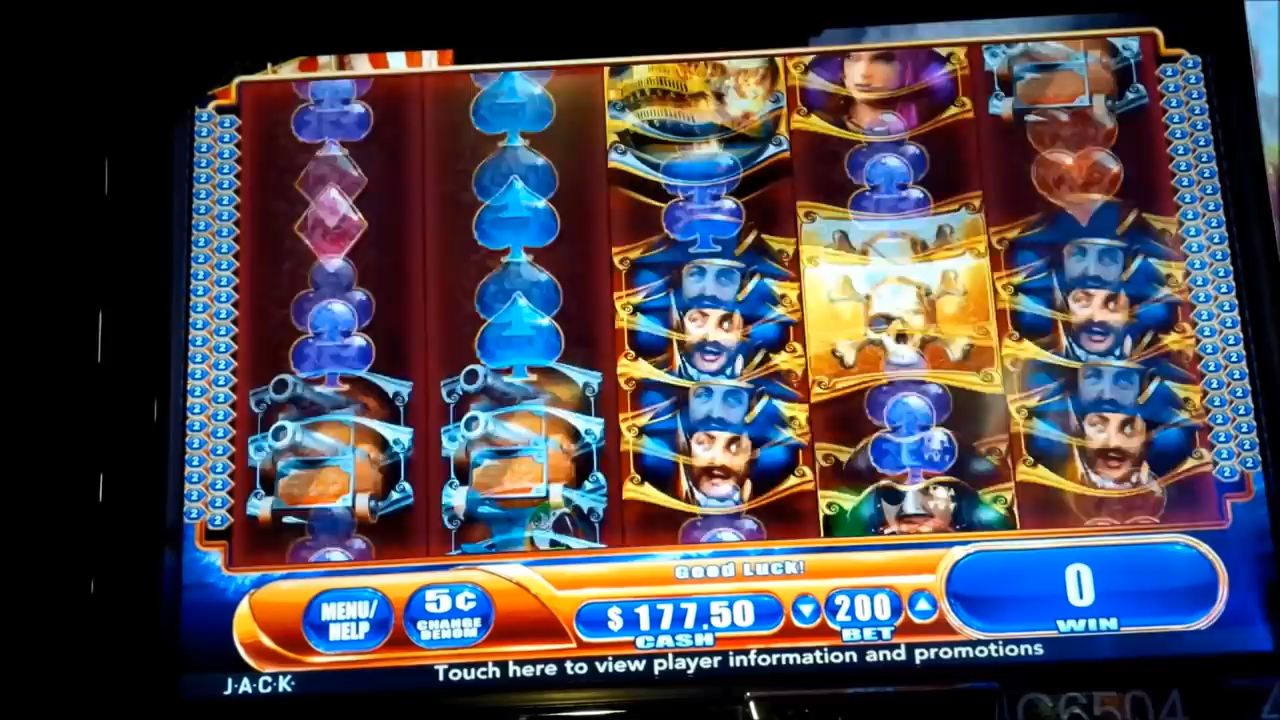 Good Luck!
MENU/
HELP
5¢
CHANGE
DENOM
$ 177.50
CASH
200
BET
0
WIN
Touch here to view player information and promotions
J·A·C·K·